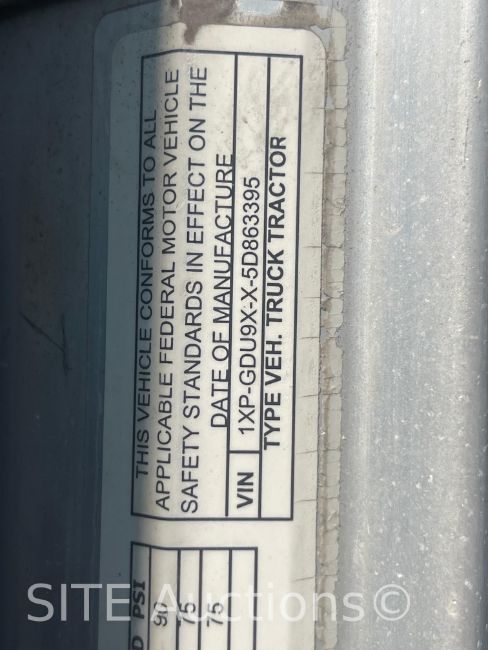 THIS VEHICLE CONFORMS TO ALL
APPLICABLE FEDERAL MOTOR VEHICLE
SAFETY STANDARDS IN EFFECT ON THE
DATE OF MANUFACTURE
VIN 1XP-GDU9X-X-5D863395
TYPE VEH. TRUCK TRACTOR
D PSI
90
75
75
SITE Auctions©